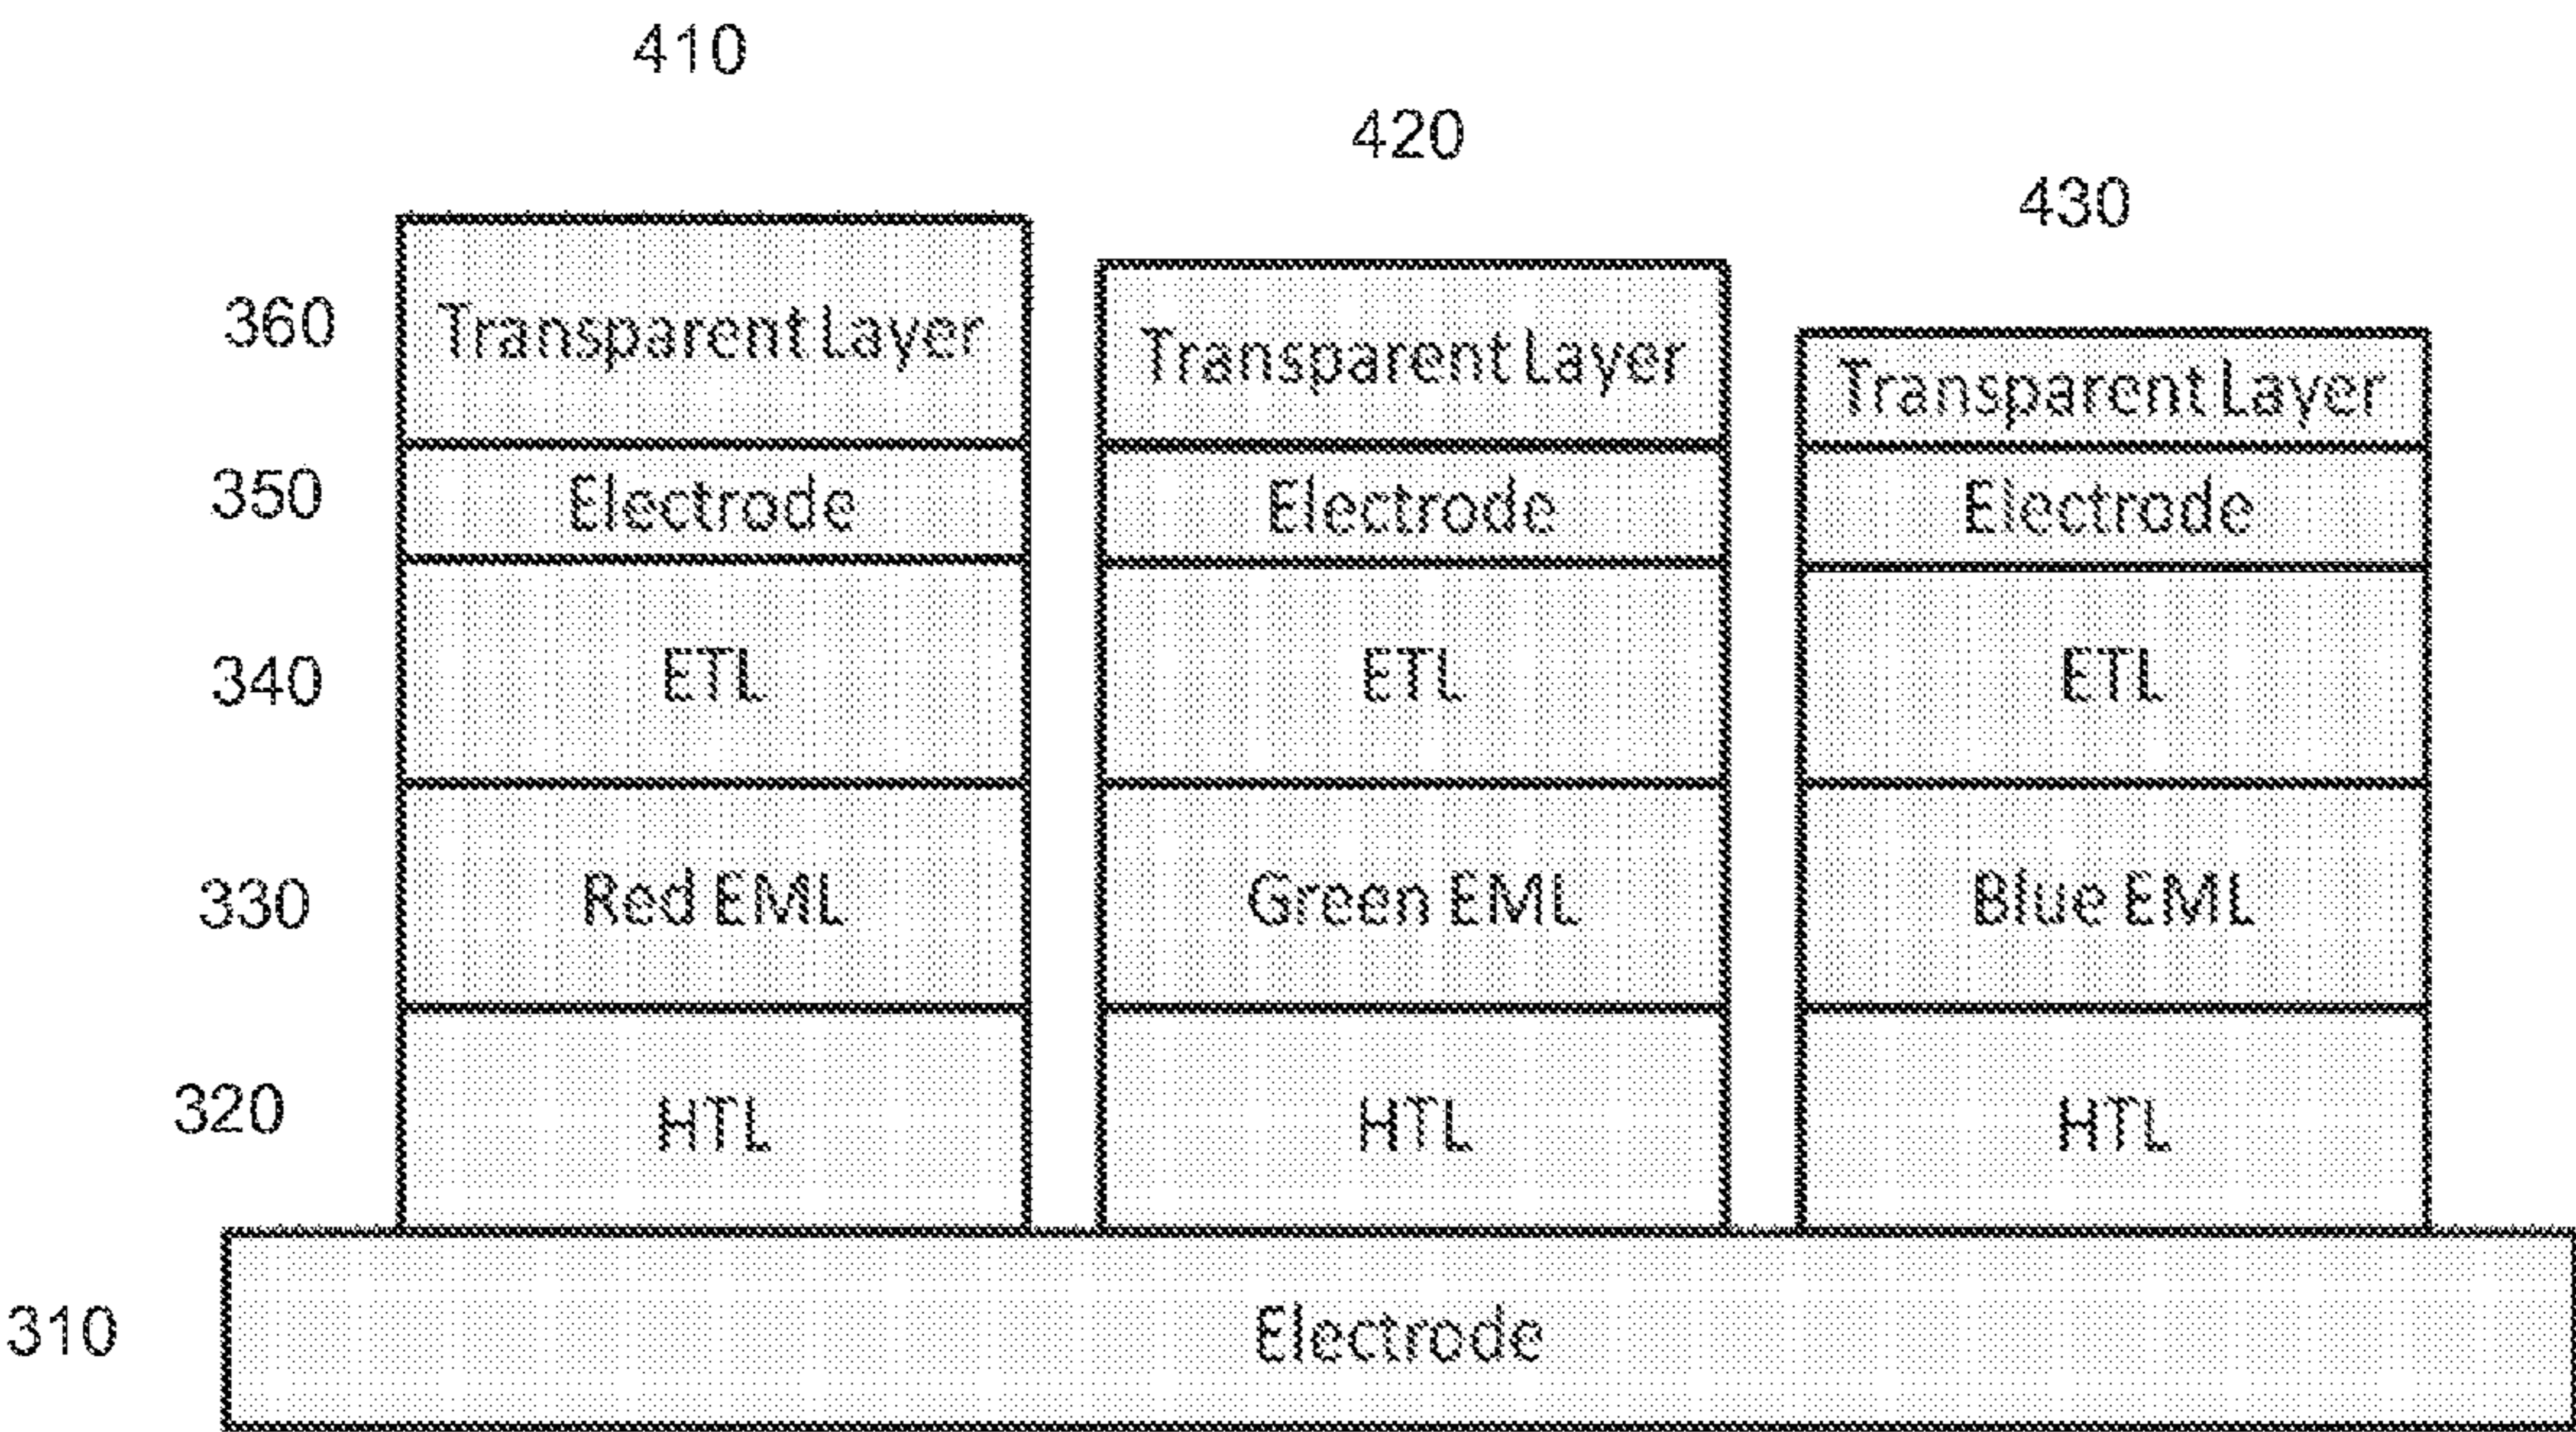 410
420
430
360 Transparent Layer Transparent Layer Transparent Layer
350 Electrode Electrode Electrode
340 ETL ETL ETL
330 Red EML Green EML Blue EML
320 HTL HTL HTL
310 Electrode